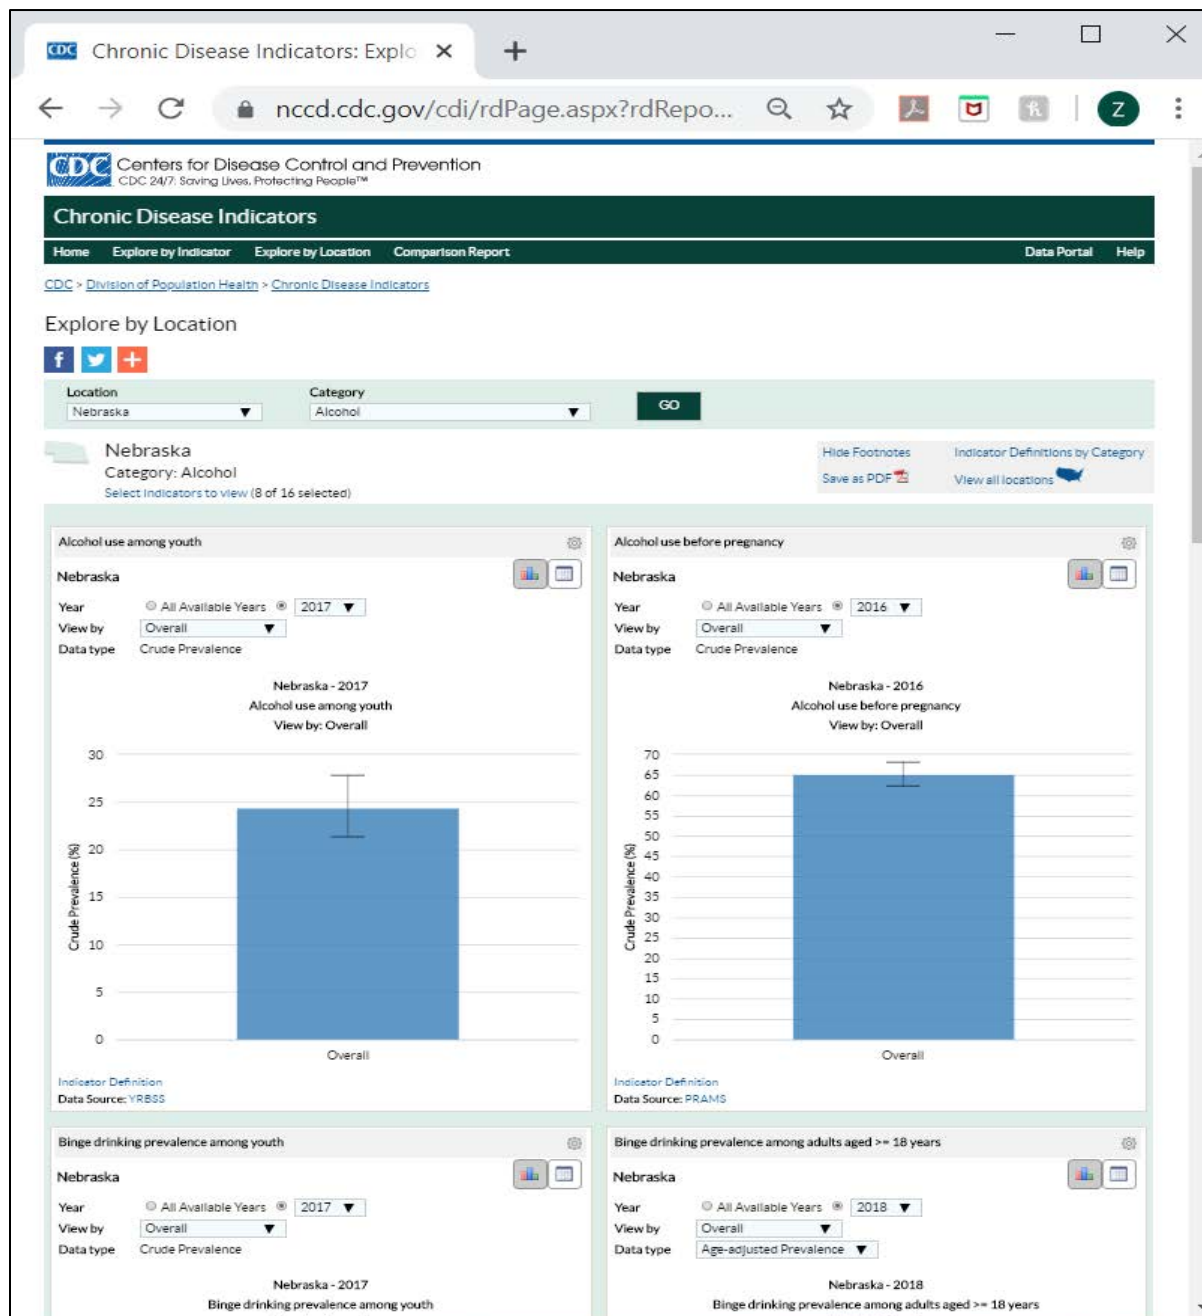 CDC Chronic Disease Indicators: Explo
nccd.cdc.gov/cdi/rdPage.aspx?rdRepo...
Z
CDC Centers for Disease Control and Prevention
CDC 24/7: Saving Lives. Protecting People™
Chronic Disease Indicators
Home Explore by Indicator Explore by Location Comparison Report Data Portal Help
CDC > Division of Population Health > Chronic Disease Indicators
Explore by Location
Location Category
Nebraska Alcohol GO
Nebraska
Category: Alcohol
Select indicators to view (8 of 16 selected)
Hide Footnotes Indicator Definitions by Category
Save as PDF View all locations
Alcohol use among youth
Nebraska
Year All Available Years 2017
View by Overall
Data type Crude Prevalence
Nebraska - 2017
Alcohol use among youth
View by: Overall
30
25
20
15
10
5
0
Crude Prevalence (%)
Overall
Indicator Definition
Data Source: YRBSS
Alcohol use before pregnancy
Nebraska
Year All Available Years 2016
View by Overall
Data type Crude Prevalence
Nebraska - 2016
Alcohol use before pregnancy
View by: Overall
70
65
60
55
50
45
40
35
30
25
20
15
10
5
0
Crude Prevalence (%)
Overall
Indicator Definition
Data Source: PRAMS
Binge drinking prevalence among youth
Nebraska
Year All Available Years 2017
View by Overall
Data type Crude Prevalence
Nebraska - 2017
Binge drinking prevalence among youth
Binge drinking prevalence among adults aged >= 18 years
Nebraska
Year All Available Years 2018
View by Overall
Data type Age-adjusted Prevalence
Nebraska - 2018
Binge drinking prevalence among adults aged >= 18 years